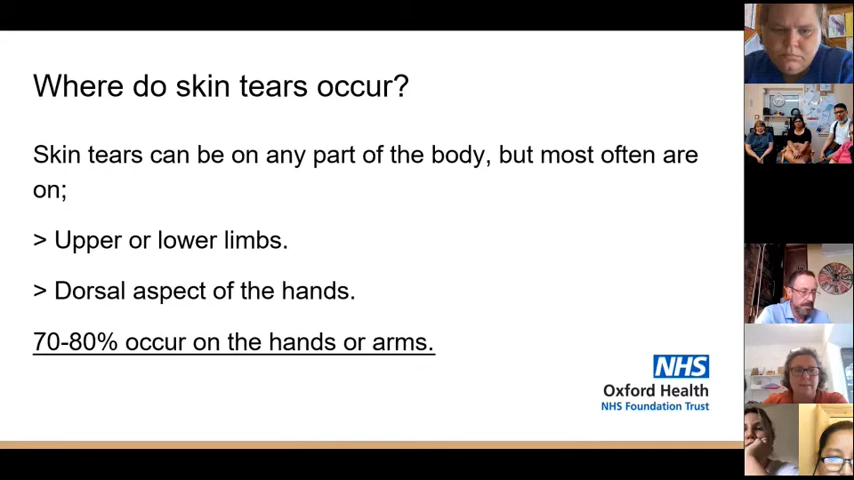 Where do skin tears occur?
Skin tears can be on any part of the body, but most often are
on;
> Upper or lower limbs.
> Dorsal aspect of the hands.
70-80% occur on the hands or arms.
NHS
Oxford Health
NHS Foundation Trust